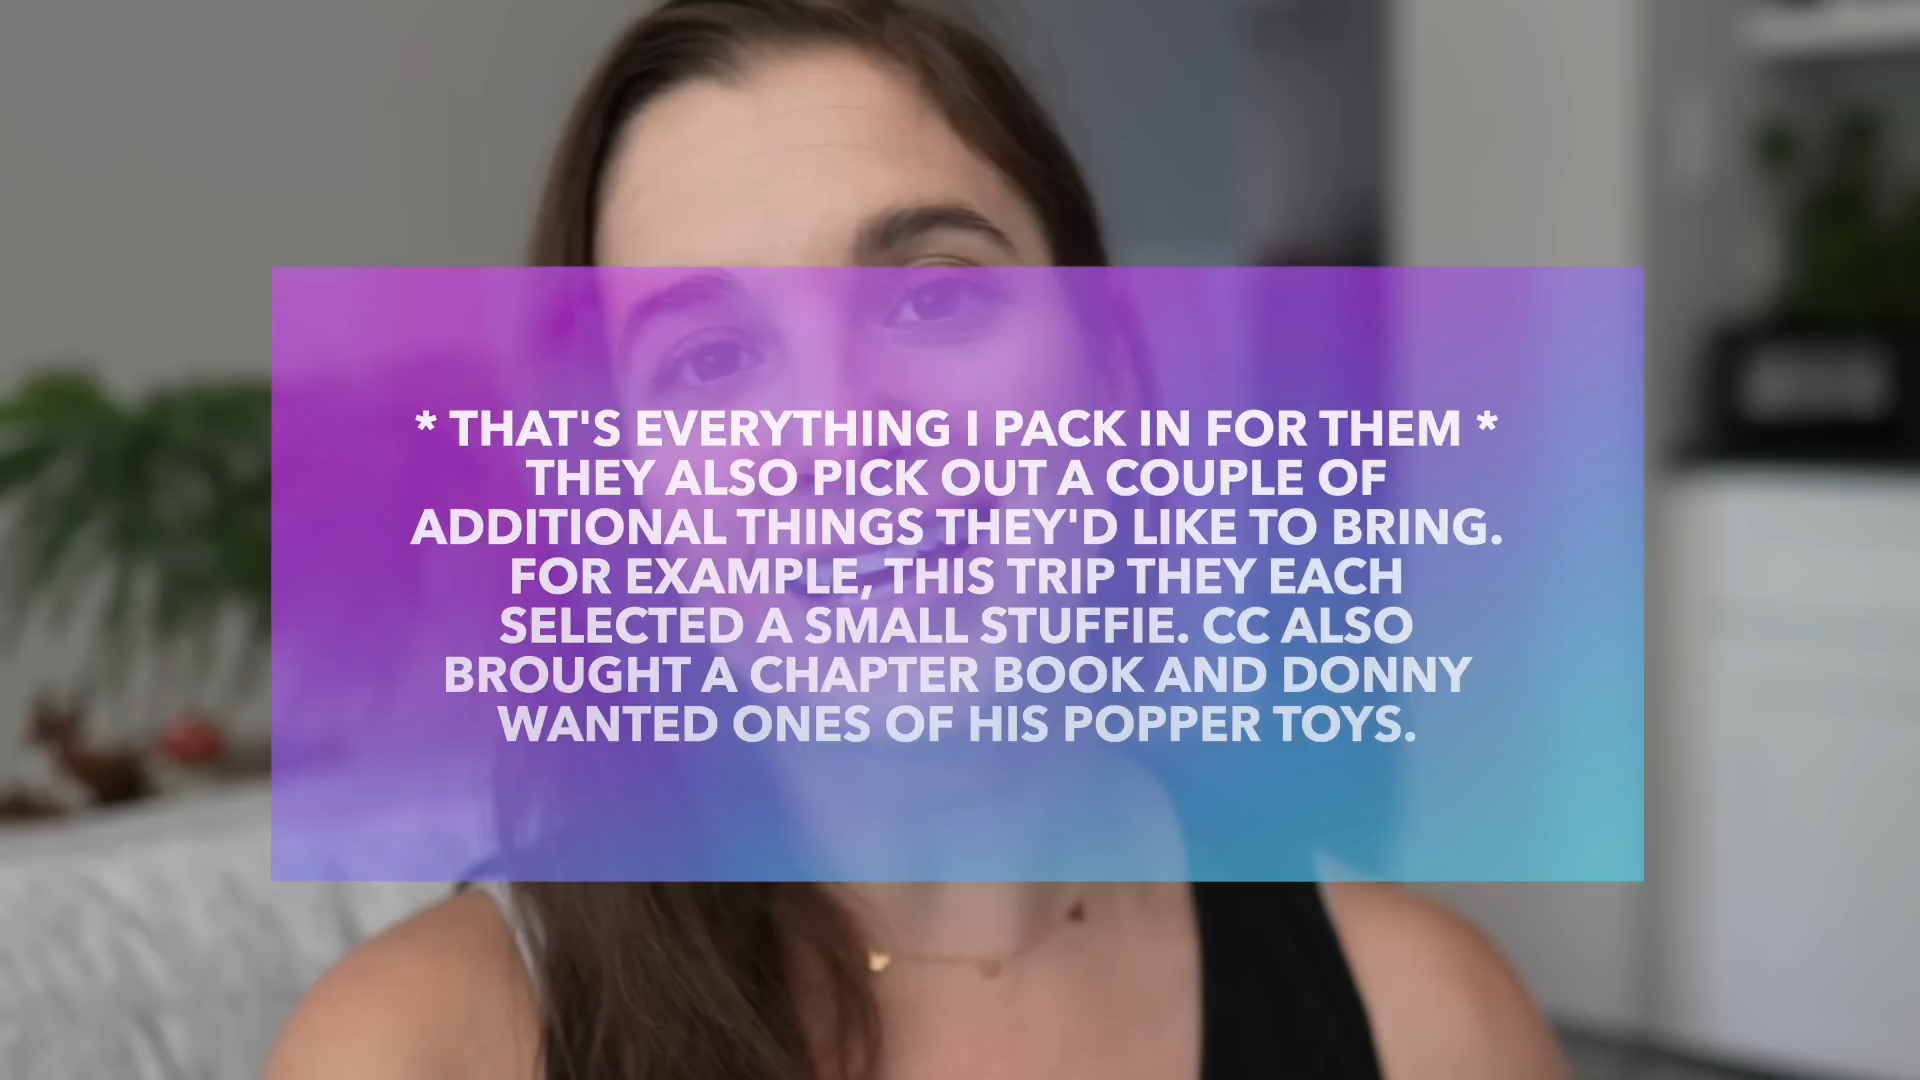 * THAT'S EVERYTHING I PACK IN FOR THEM *
THEY ALSO PICK OUT A COUPLE OF
ADDITIONAL THINGS THEY'D LIKE TO BRING.
FOR EXAMPLE, THIS TRIP THEY EACH
SELECTED A SMALL STUFFIE. CC ALSO
BROUGHT A CHAPTER BOOK AND DONNY
WANTED ONES OF HIS POPPER TOYS.